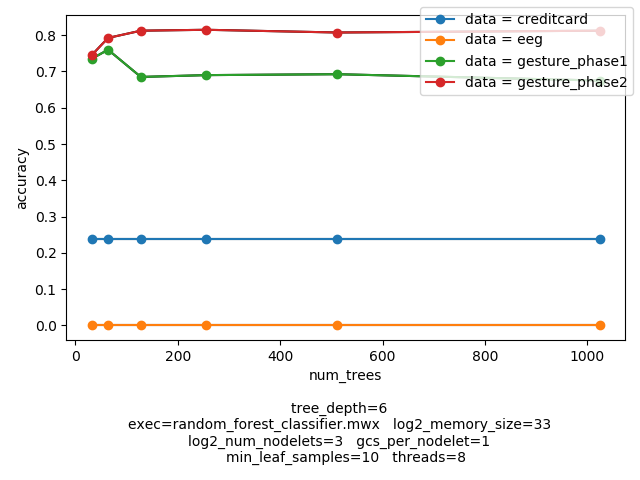 data = creditcard
data = eeg
data = gesture_phase1
data = gesture_phase2
accuracy
0.8
0.7
0.6
0.5
0.4
0.3
0.2
0.1
0.0
0 200 400 600 800 1000
num_trees
tree_depth=6
exec=random_forest_classifier.mwx log2_memory_size=33
log2_num_nodelets=3 gcs_per_nodelet=1
min_leaf_samples=10 threads=8